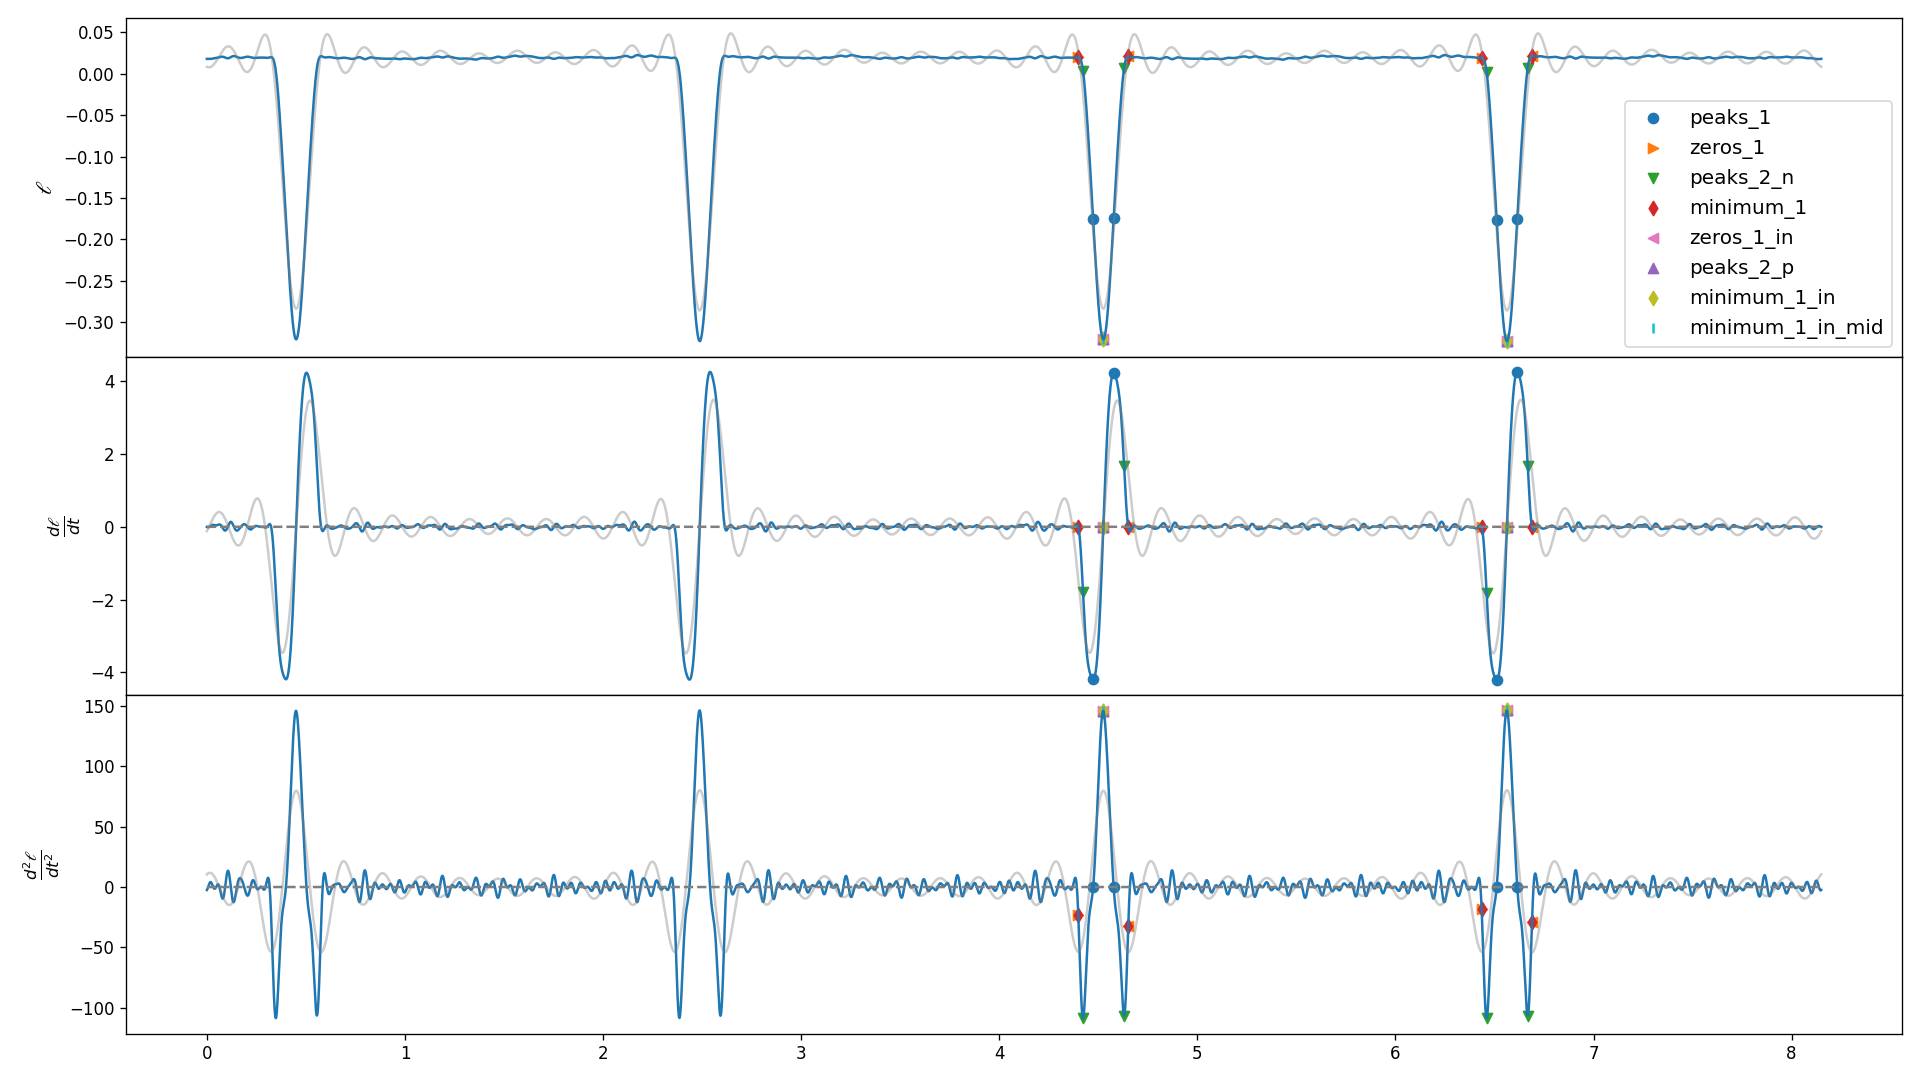 0.05
0.00
−0.05
−0.10
−0.15
−0.20
−0.25
−0.30
ℓ
peaks_1
zeros_1
peaks_2_n
minimum_1
zeros_1_in
peaks_2_p
minimum_1_in
minimum_1_in_mid
4
2
0
−2
−4
dℓ
dt
150
100
50
0
−50
−100
d²ℓ
dt²
0 1 2 3 4 5 6 7 8